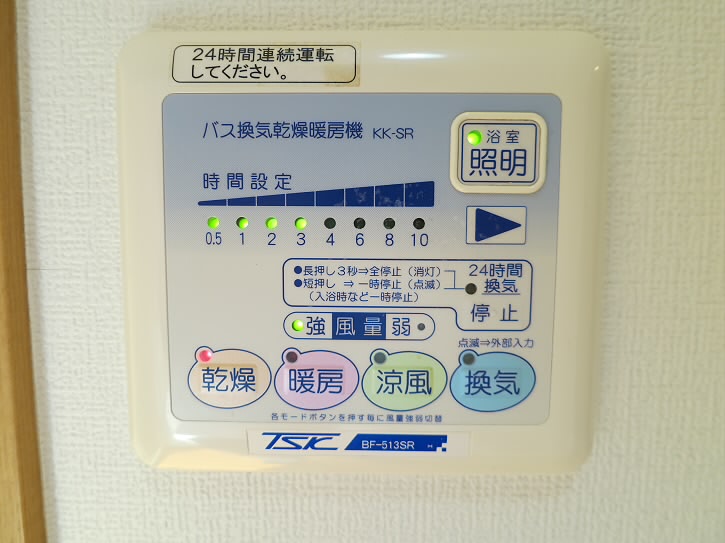 24時間連続運転
してください。
バス換気乾燥暖房機 KK-SR
浴室
照明
時間設定
0.5 1 2 3 4 6 8 10
●長押し3秒⇒全停止(消灯)
●短押し ⇒一時停止(点滅)
(入浴時など一時停止)
24時間
換気
停止
強 風量 弱
点滅⇒外部入力
乾燥 暖房 涼風 換気
各モードボタンを押す毎に風量強弱切替
TSK BF-513SR